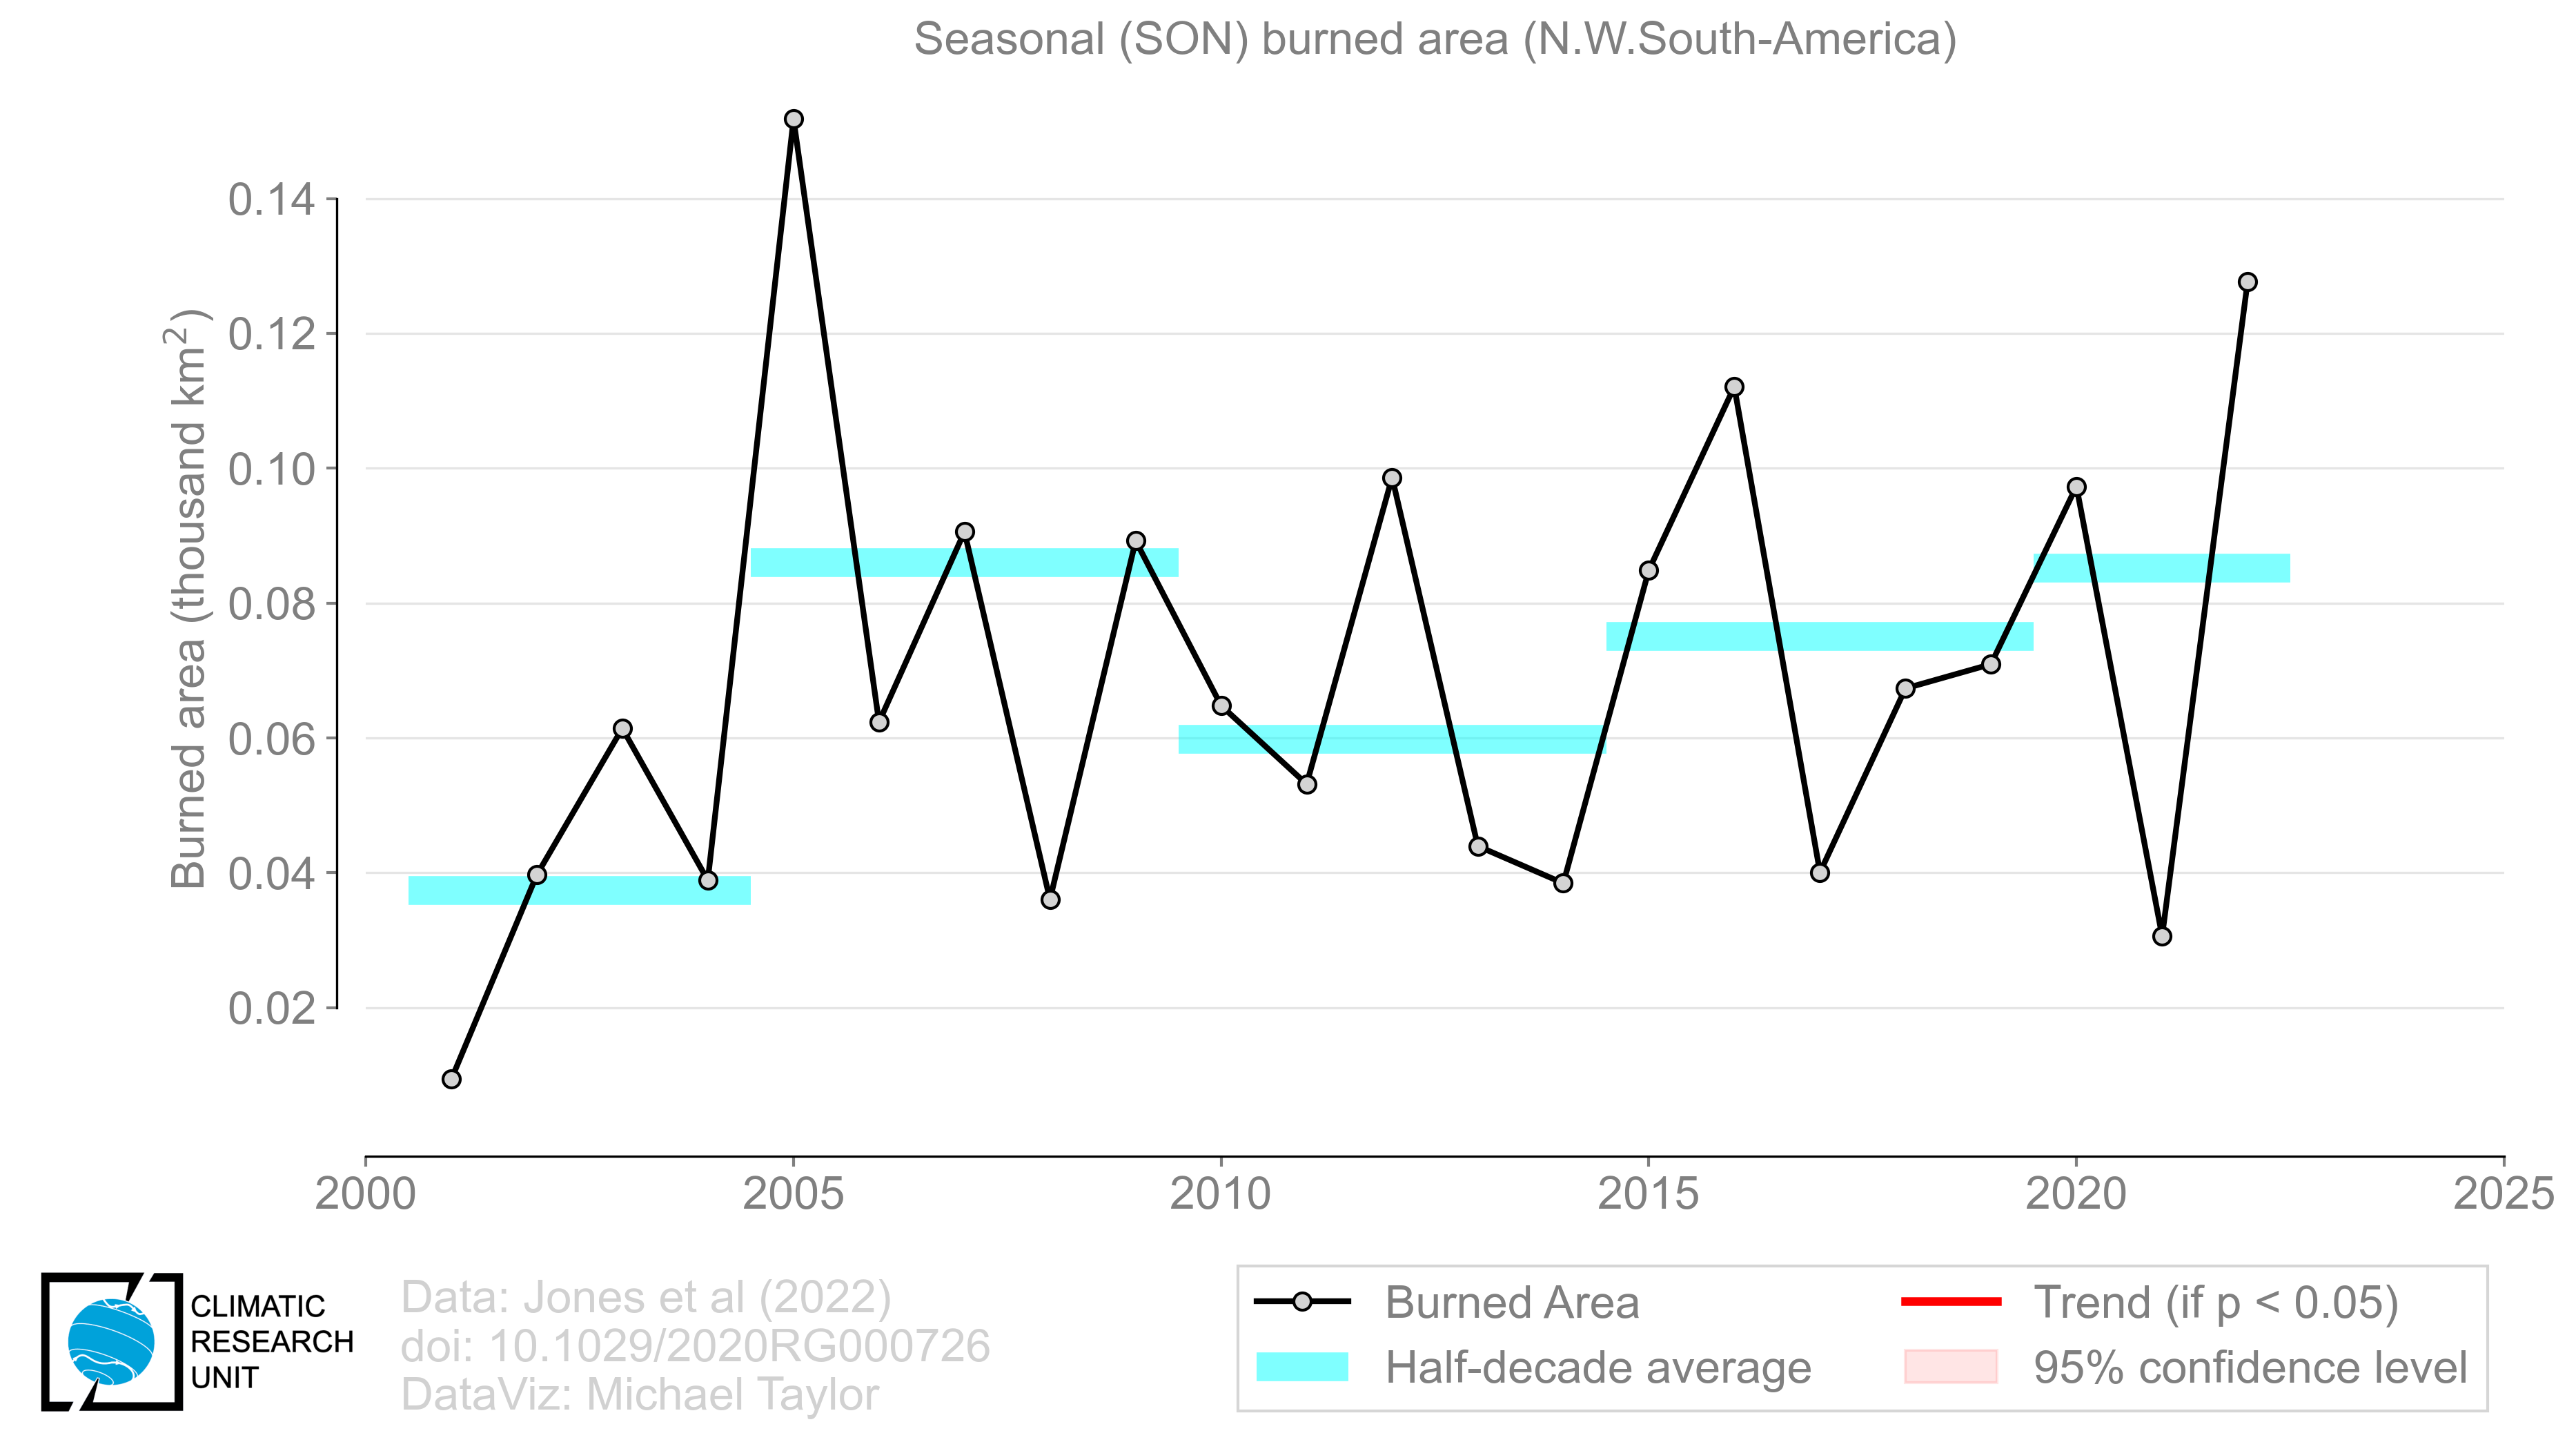 Seasonal (SON) burned area (N.W.South-America)
Burned area (thousand km²)
0.14
0.12
0.10
0.08
0.06
0.04
0.02
2000
2005
2010
2015
2020
2025
CLIMATIC
RESEARCH
UNIT
Data: Jones et al (2022)
doi: 10.1029/2020RG000726
DataViz: Michael Taylor
Burned Area
Half-decade average
Trend (if p < 0.05)
95% confidence level